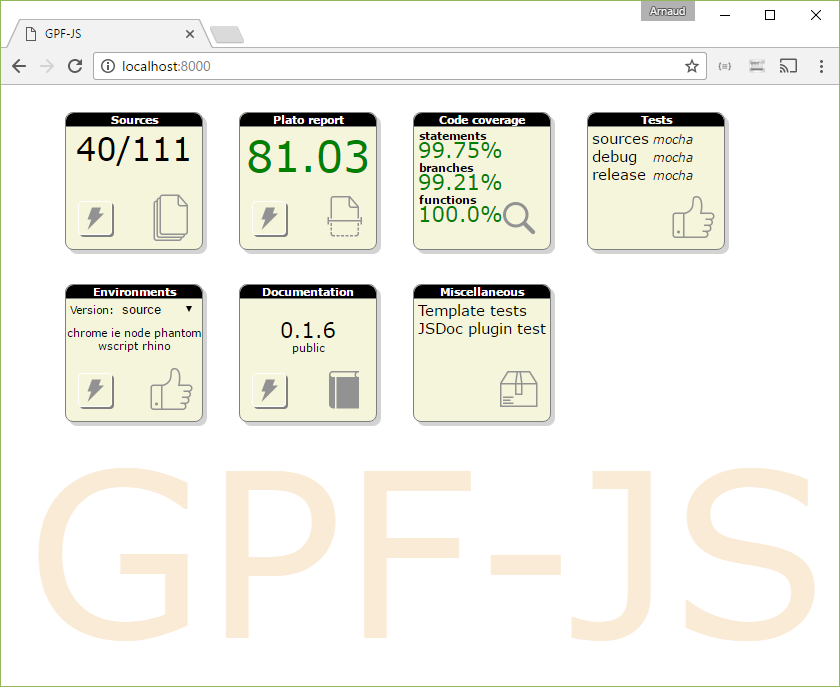 Arnaud
GPF-JS
localhost:8000
Sources
40/111
Plato report
81.03
Code coverage
statements
99.75%
branches
99.21%
functions
100.0%
Tests
sources mocha
debug mocha
release mocha
Environments
Version: source
chrome ie node phantom
wscript rhino
Documentation
0.1.6
public
Miscellaneous
Template tests
JSDoc plugin test
GPF-JS